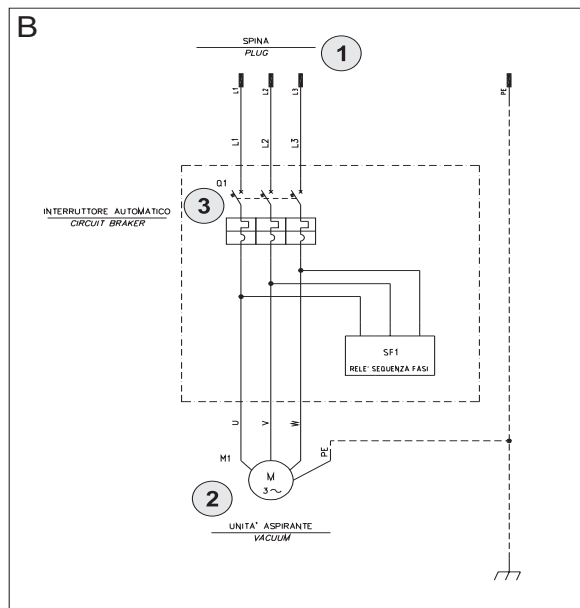 B
SPINA
PLUG
1
L1
L2
L3
PE
L1
L2
L3
Q1
3
INTERRUTTORE AUTOMATICO
CIRCUIT BRAKER
SF1
RELE' SEQUENZA FASI
U
V
W
PE
M1
M
3~
2
UNITA' ASPIRANTE
VACUUM